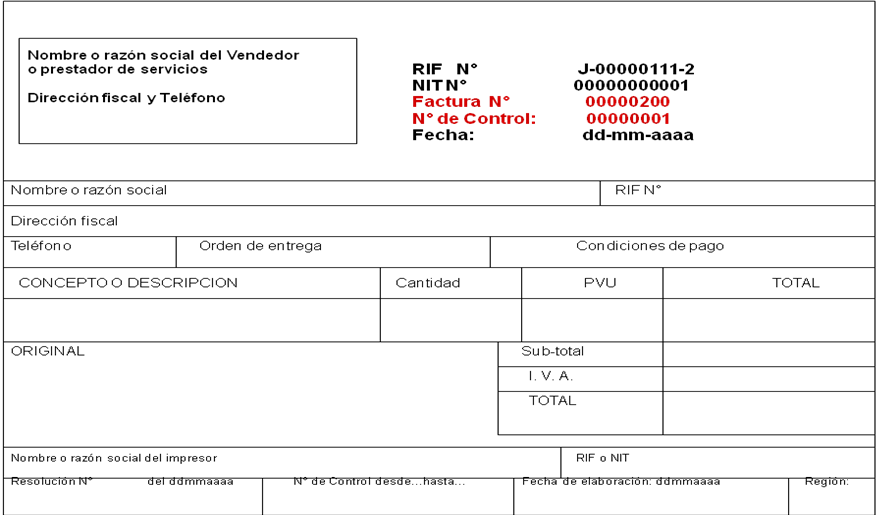 Nombre o razón social del Vendedor
o prestador de servicios
Dirección fiscal y Teléfono
RIF N° J-00000111-2
NIT N° 00000000001
Factura N° 00000200
N° de Control: 00000001
Fecha: dd-mm-aaaa
Nombre o razón social RIF N°
Dirección fiscal
Teléfono Orden de entrega Condiciones de pago
CONCEPTO O DESCRIPCION Cantidad PVU TOTAL
ORIGINAL Sub-total
I. V. A.
TOTAL
Nombre o razón social del impresor RIF o NIT
Resolución N° del ddmmaaaa N° de Control desde...hasta... Fecha de elaboración: ddmmaaaa Región: